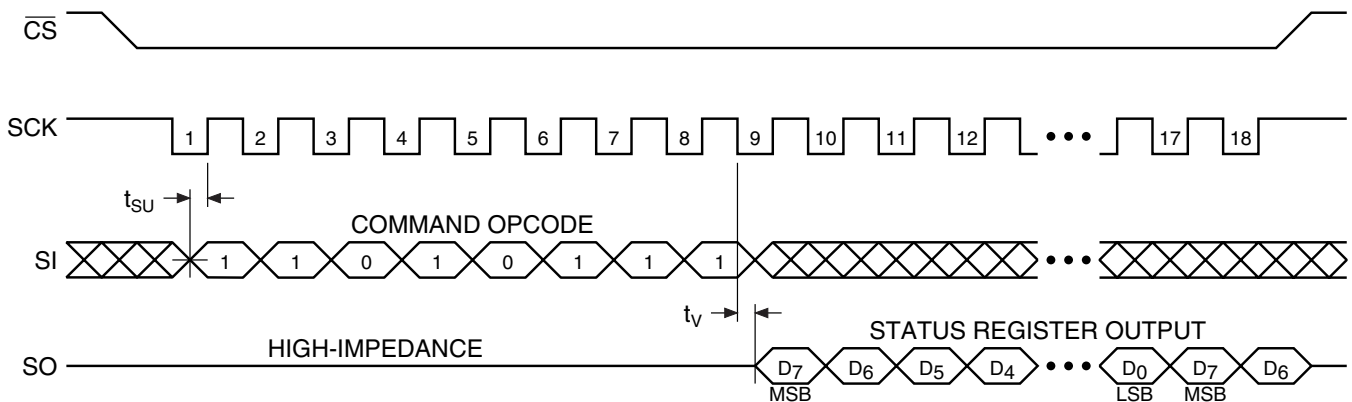 CS
SCK 1 2 3 4 5 6 7 8 9 10 11 12 ••• 17 18
tSU
COMMAND OPCODE
SI 1 1 0 1 0 1 1 1 •••
tV
STATUS REGISTER OUTPUT
HIGH-IMPEDANCE
SO D7 D6 D5 D4 ••• D0 D7 D6
MSB LSB MSB